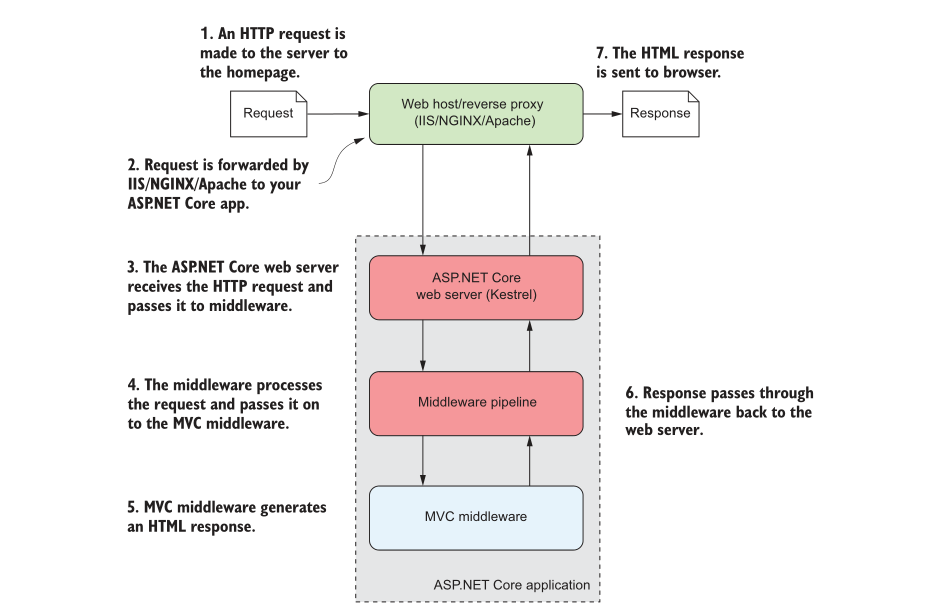 1. An HTTP request is
made to the server to
the homepage.
7. The HTML response
is sent to browser.
Request
Web host/reverse proxy
(IIS/NGINX/Apache)
Response
2. Request is forwarded by
IIS/NGINX/Apache to your
ASP.NET Core app.
3. The ASP.NET Core web server
receives the HTTP request and
passes it to middleware.
ASP.NET Core
web server (Kestrel)
4. The middleware processes
the request and passes it on
to the MVC middleware.
Middleware pipeline
6. Response passes through
the middleware back to the
web server.
5. MVC middleware generates
an HTML response.
MVC middleware
ASP.NET Core application